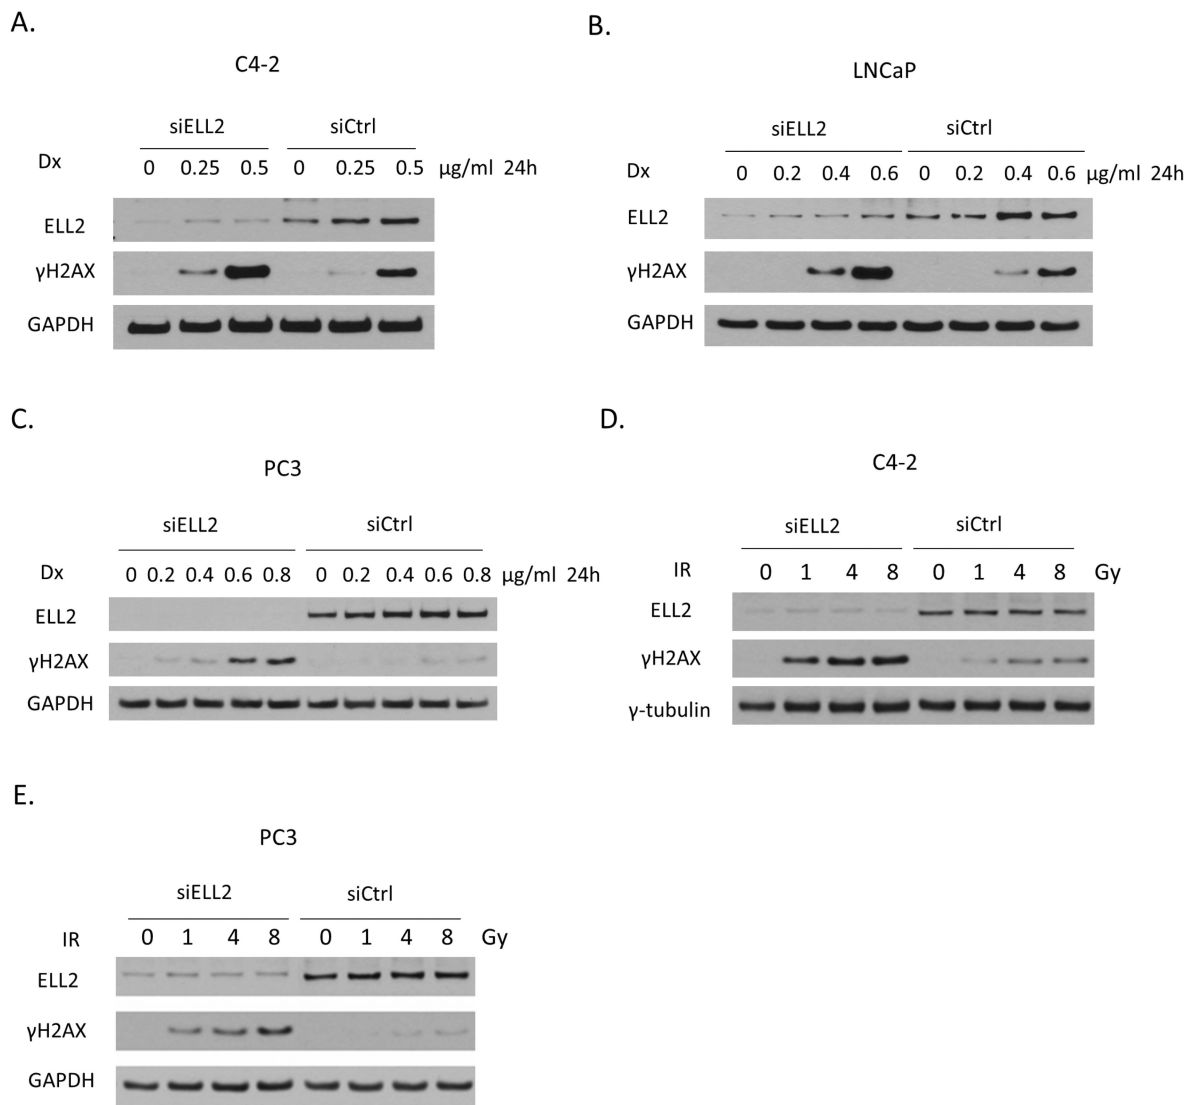 A.
C4-2
siELL2 siCtrl
Dx 0 0.25 0.5 0 0.25 0.5 μg/ml 24h
ELL2
γH2AX
GAPDH
B.
LNCaP
siELL2 siCtrl
Dx 0 0.2 0.4 0.6 0 0.2 0.4 0.6 μg/ml 24h
ELL2
γH2AX
GAPDH
C.
PC3
siELL2 siCtrl
Dx 0 0.2 0.4 0.6 0.8 0 0.2 0.4 0.6 0.8 μg/ml 24h
ELL2
γH2AX
GAPDH
D.
C4-2
siELL2 siCtrl
IR 0 1 4 8 0 1 4 8 Gy
ELL2
γH2AX
γ-tubulin
E.
PC3
siELL2 siCtrl
IR 0 1 4 8 0 1 4 8 Gy
ELL2
γH2AX
GAPDH